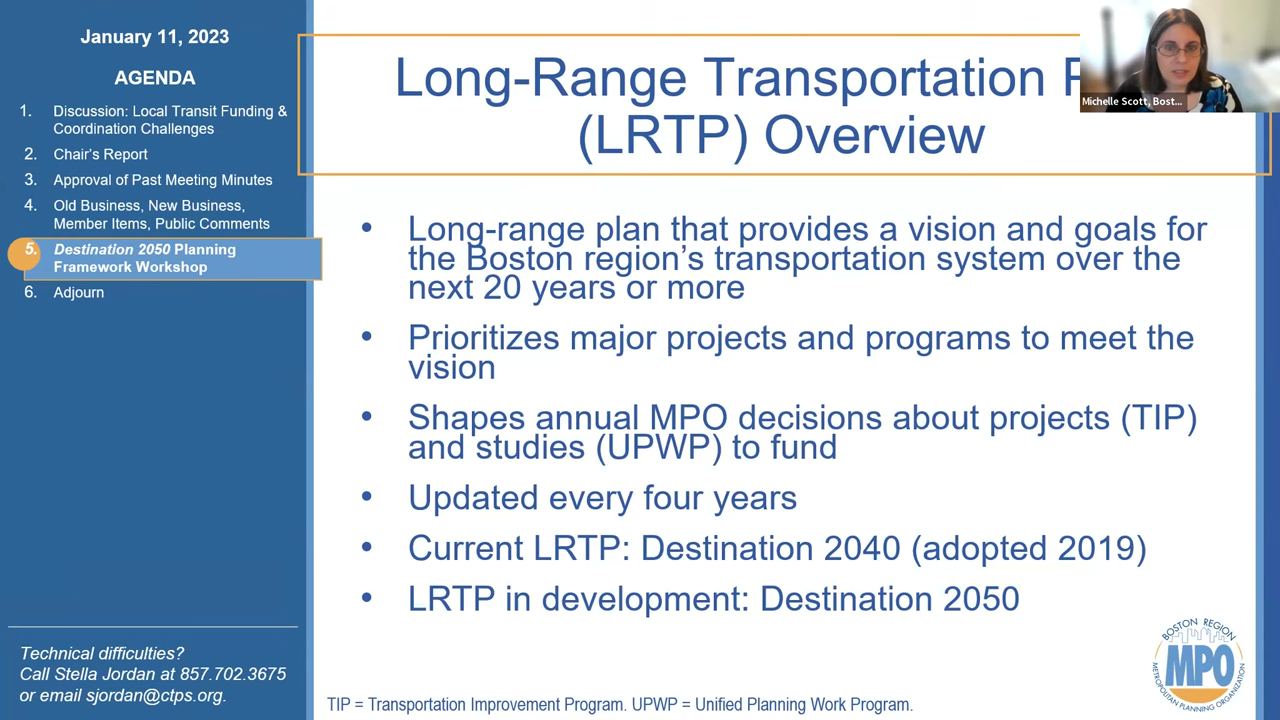 January 11, 2023
AGENDA
1. Discussion: Local Transit Funding &
Coordination Challenges
2. Chair's Report
3. Approval of Past Meeting Minutes
4. Old Business, New Business,
Member Items, Public Comments
5. Destination 2050 Planning
Framework Workshop
6. Adjorn
Technical difficulties?
Call Stella Jordan at 857.702.3675
or email sjordan@ctps.org.
Long-Range Transportation
(LRTP) Overview
Michelle Scott, Bost...
• Long-range plan that provides a vision and goals for
the Boston region's transportation system over the
next 20 years or more
• Prioritizes major projects and programs to meet the
vision
• Shapes annual MPO decisions about projects (TIP)
and studies (UPWP) to fund
• Updated every four years
• Current LRTP: Destination 2040 (adopted 2019)
• LRTP in development: Destination 2050
BOSTON REGION
MPO
METROPOLITAN PLANNING ORGANIZATION
TIP = Transportation Improvement Program. UPWP = Unified Planning Work Program.